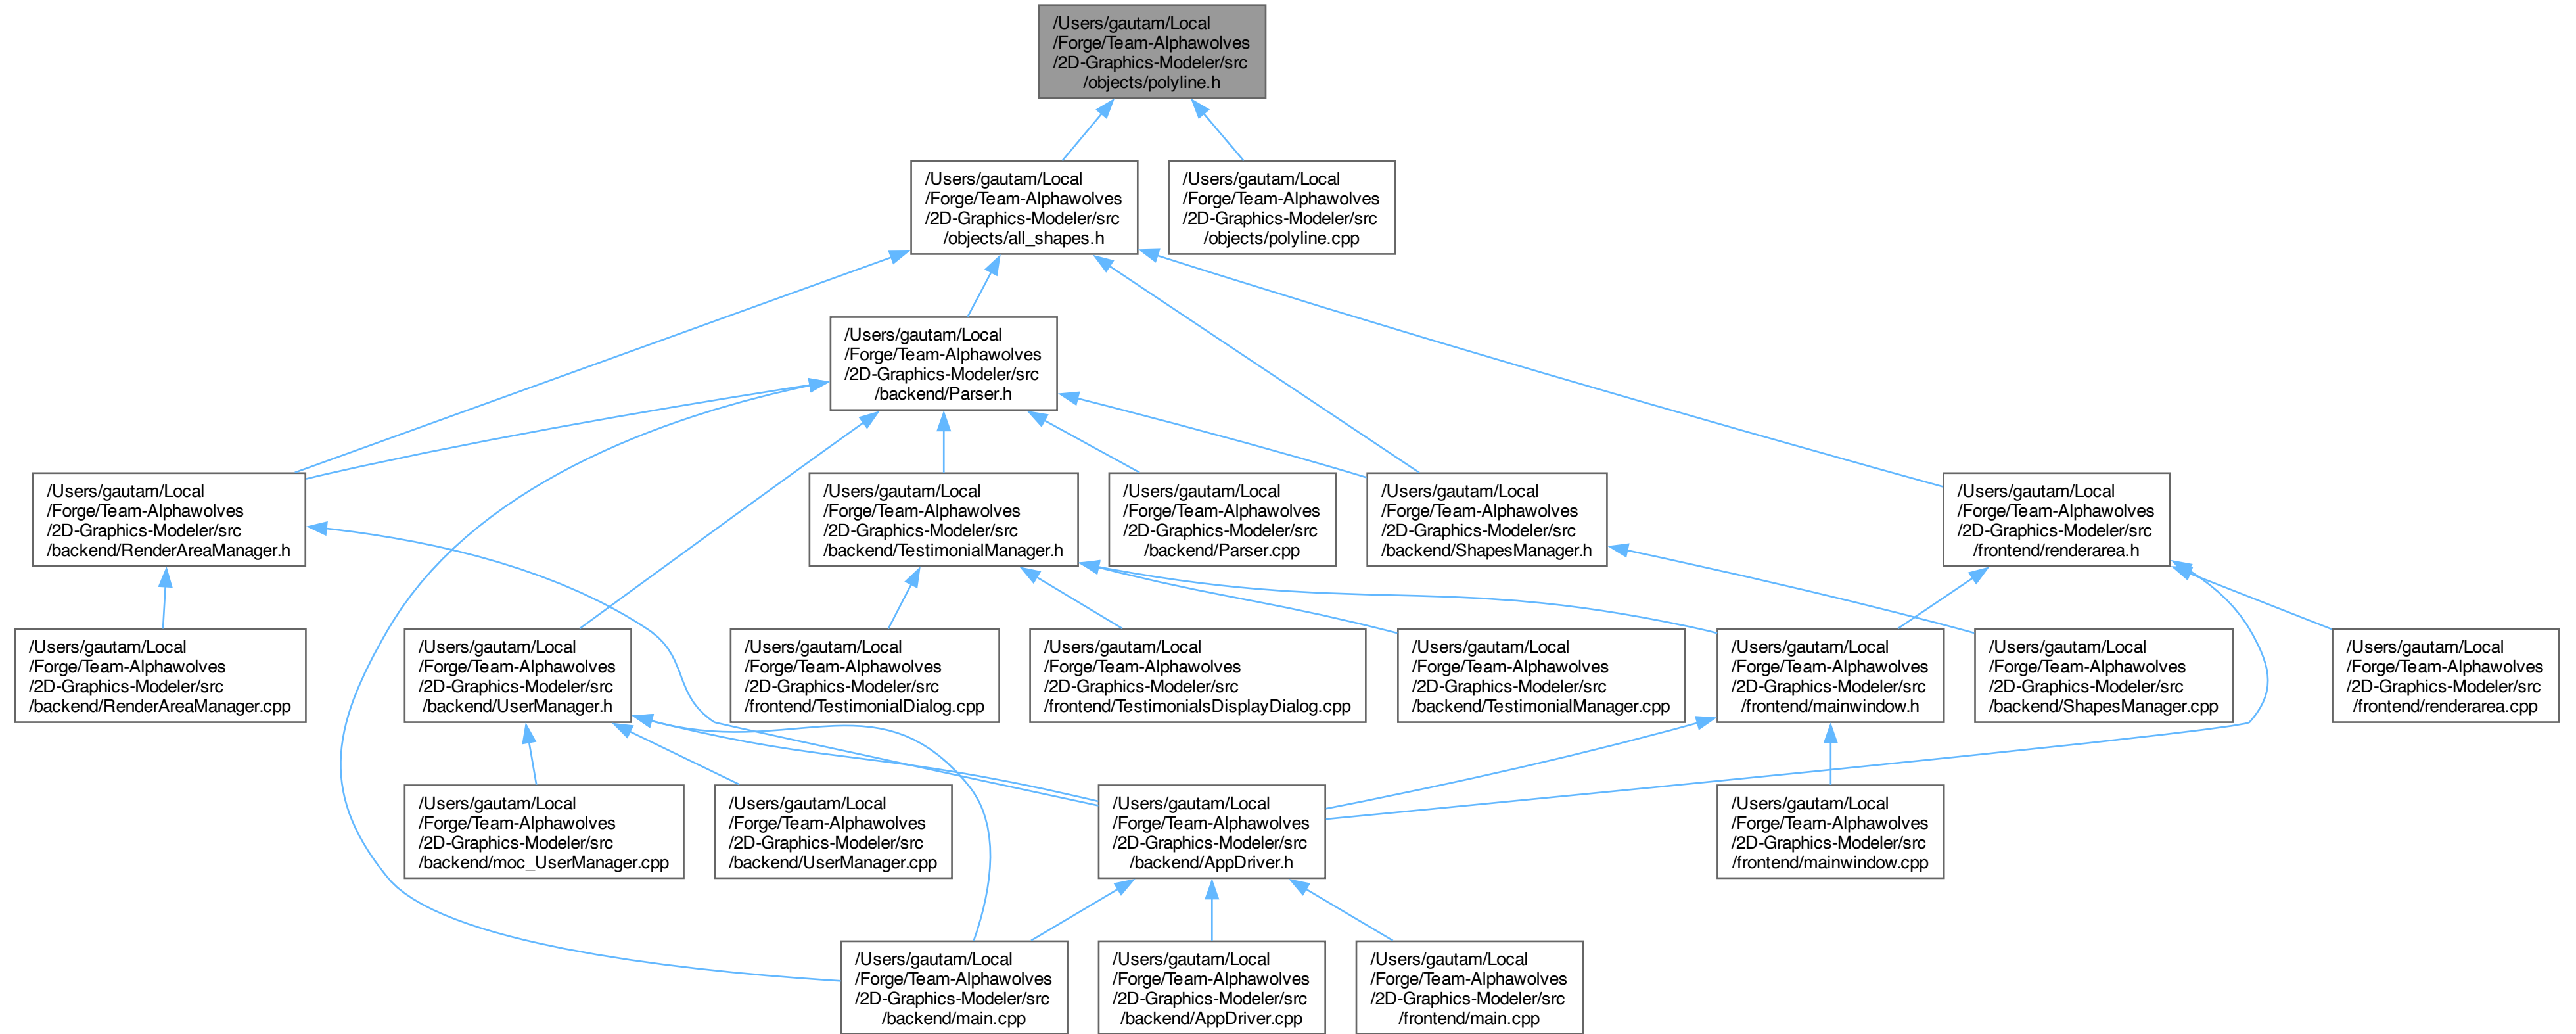 /Users/gautam/Local
/Forge/Team-Alphawolves
/2D-Graphics-Modeler/src
/objects/polyline.h
/Users/gautam/Local
/Forge/Team-Alphawolves
/2D-Graphics-Modeler/src
/objects/all_shapes.h
/Users/gautam/Local
/Forge/Team-Alphawolves
/2D-Graphics-Modeler/src
/objects/polyline.cpp
/Users/gautam/Local
/Forge/Team-Alphawolves
/2D-Graphics-Modeler/src
/backend/Parser.h
/Users/gautam/Local
/Forge/Team-Alphawolves
/2D-Graphics-Modeler/src
/backend/RenderAreaManager.h
/Users/gautam/Local
/Forge/Team-Alphawolves
/2D-Graphics-Modeler/src
/backend/TestimonialManager.h
/Users/gautam/Local
/Forge/Team-Alphawolves
/2D-Graphics-Modeler/src
/backend/Parser.cpp
/Users/gautam/Local
/Forge/Team-Alphawolves
/2D-Graphics-Modeler/src
/backend/ShapesManager.h
/Users/gautam/Local
/Forge/Team-Alphawolves
/2D-Graphics-Modeler/src
/frontend/renderarea.h
/Users/gautam/Local
/Forge/Team-Alphawolves
/2D-Graphics-Modeler/src
/backend/RenderAreaManager.cpp
/Users/gautam/Local
/Forge/Team-Alphawolves
/2D-Graphics-Modeler/src
/backend/UserManager.h
/Users/gautam/Local
/Forge/Team-Alphawolves
/2D-Graphics-Modeler/src
/frontend/TestimonialDialog.cpp
/Users/gautam/Local
/Forge/Team-Alphawolves
/2D-Graphics-Modeler/src
/frontend/TestimonialsDisplayDialog.cpp
/Users/gautam/Local
/Forge/Team-Alphawolves
/2D-Graphics-Modeler/src
/backend/TestimonialManager.cpp
/Users/gautam/Local
/Forge/Team-Alphawolves
/2D-Graphics-Modeler/src
/frontend/mainwindow.h
/Users/gautam/Local
/Forge/Team-Alphawolves
/2D-Graphics-Modeler/src
/backend/ShapesManager.cpp
/Users/gautam/Local
/Forge/Team-Alphawolves
/2D-Graphics-Modeler/src
/frontend/renderarea.cpp
/Users/gautam/Local
/Forge/Team-Alphawolves
/2D-Graphics-Modeler/src
/backend/moc_UserManager.cpp
/Users/gautam/Local
/Forge/Team-Alphawolves
/2D-Graphics-Modeler/src
/backend/UserManager.cpp
/Users/gautam/Local
/Forge/Team-Alphawolves
/2D-Graphics-Modeler/src
/backend/AppDriver.h
/Users/gautam/Local
/Forge/Team-Alphawolves
/2D-Graphics-Modeler/src
/frontend/mainwindow.cpp
/Users/gautam/Local
/Forge/Team-Alphawolves
/2D-Graphics-Modeler/src
/backend/main.cpp
/Users/gautam/Local
/Forge/Team-Alphawolves
/2D-Graphics-Modeler/src
/backend/AppDriver.cpp
/Users/gautam/Local
/Forge/Team-Alphawolves
/2D-Graphics-Modeler/src
/frontend/main.cpp